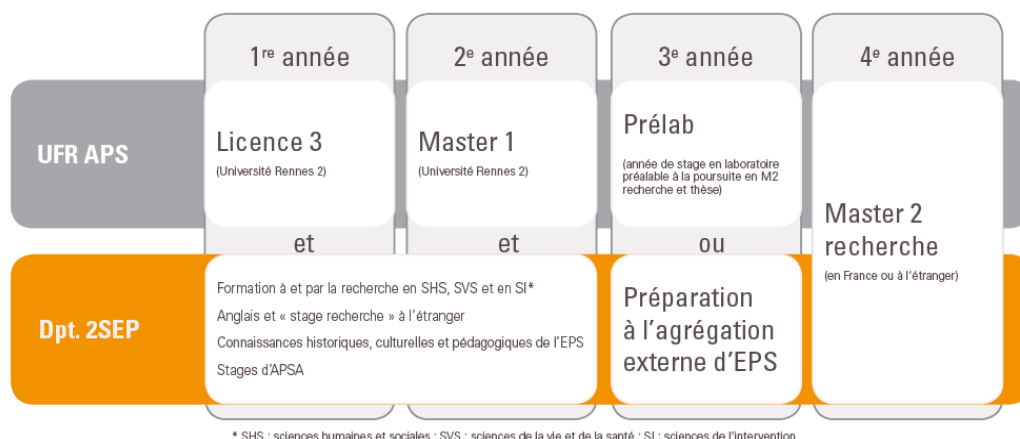 1re année
2e année
3e année
4e année
UFR APS
Licence 3
(Université Rennes 2)
Master 1
(Université Rennes 2)
Prélab
(année de stage en laboratoire
préalable à la poursuite en M2
recherche et thèse)
Master 2
recherche
(en France ou à l'étranger)
et
et
ou
Dpt. 2SEP
Formation à et par la recherche en SHS, SVS et en SI*
Anglais et « stage recherche » à l'étranger
Connaissances historiques, culturelles et pédagogiques de l'EPS
Stages d'APSA
Préparation
à l'agrégation
externe d'EPS
* SHS : sciences humaines et sociales ; SVS : sciences de la vie et de la santé ; SI : sciences de l'intervention